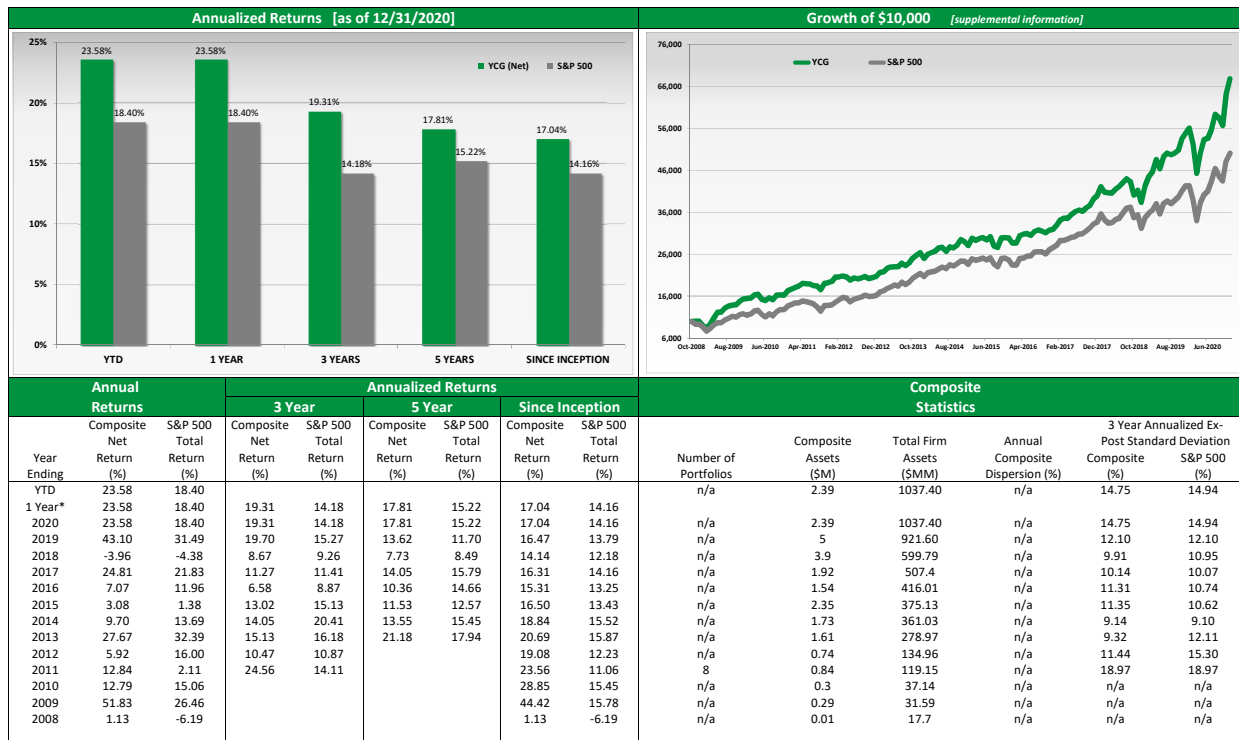 Annualized Returns [as of 12/31/2020]
25%
20%
15%
10%
5%
0%
23.58%
18.40%
23.58%
18.40%
19.31%
14.18%
17.81%
15.22%
17.04%
14.16%
YCG (Net) S&P 500
YTD 1 YEAR 3 YEARS 5 YEARS SINCE INCEPTION
Growth of $10,000 [supplemental information]
76,000
66,000
56,000
46,000
36,000
26,000
16,000
6,000
YCG S&P 500
Oct-2008 Aug-2009 Jun-2010 Apr-2011 Feb-2012 Dec-2012 Oct-2013 Aug-2014 Jun-2015 Apr-2016 Feb-2017 Dec-2017 Oct-2018 Aug-2019 Jun-2020
Annual Annualized Returns Composite
Returns 3 Year 5 Year Since Inception Statistics
Composite S&P 500 Composite S&P 500 Composite S&P 500 Composite S&P 500 3 Year Annualized Ex-
Net Total Net Total Net Total Net Total Composite Total Firm Annual Post Standard Deviation
Year Return Return Return Return Return Return Return Return Number of Assets Assets Composite Composite S&P 500
Ending (%) (%) (%) (%) (%) (%) (%) (%) Portfolios ($M) ($MM) Dispersion (%) (%) (%)
YTD 23.58 18.40 n/a 2.39 1037.40 n/a 14.75 14.94
1 Year* 23.58 18.40 19.31 14.18 17.81 15.22 17.04 14.16
2020 23.58 18.40 19.31 14.18 17.81 15.22 17.04 14.16 n/a 2.39 1037.40 n/a 14.75 14.94
2019 43.10 31.49 19.70 15.27 13.62 11.70 16.47 13.79 n/a 5 921.60 n/a 12.10 12.10
2018 -3.96 -4.38 8.67 9.26 7.73 8.49 14.14 12.18 n/a 3.9 599.79 n/a 9.91 10.95
2017 24.81 21.83 11.27 11.41 14.05 15.79 16.31 14.16 n/a 1.92 507.4 n/a 10.14 10.07
2016 7.07 11.96 6.58 8.87 10.36 14.66 15.31 13.25 n/a 1.54 416.01 n/a 11.31 10.74
2015 3.08 1.38 13.02 15.13 11.53 12.57 16.50 13.43 n/a 2.35 375.13 n/a 11.35 10.62
2014 9.70 13.69 14.05 20.41 13.55 15.45 18.84 15.52 n/a 1.73 361.03 n/a 9.14 9.10
2013 27.67 32.39 15.13 16.18 21.18 17.94 20.69 15.87 n/a 1.61 278.97 n/a 9.32 12.11
2012 5.92 16.00 10.47 10.87 19.08 12.23 n/a 0.74 134.96 n/a 11.44 15.30
2011 12.84 2.11 24.56 14.11 23.56 11.06 8 0.84 119.15 n/a 18.97 18.97
2010 12.79 15.06 28.85 15.45 n/a 0.3 37.14 n/a n/a n/a
2009 51.83 26.46 44.42 15.78 n/a 0.29 31.59 n/a n/a n/a
2008 1.13 -6.19 1.13 -6.19 n/a 0.01 17.7 n/a n/a n/a